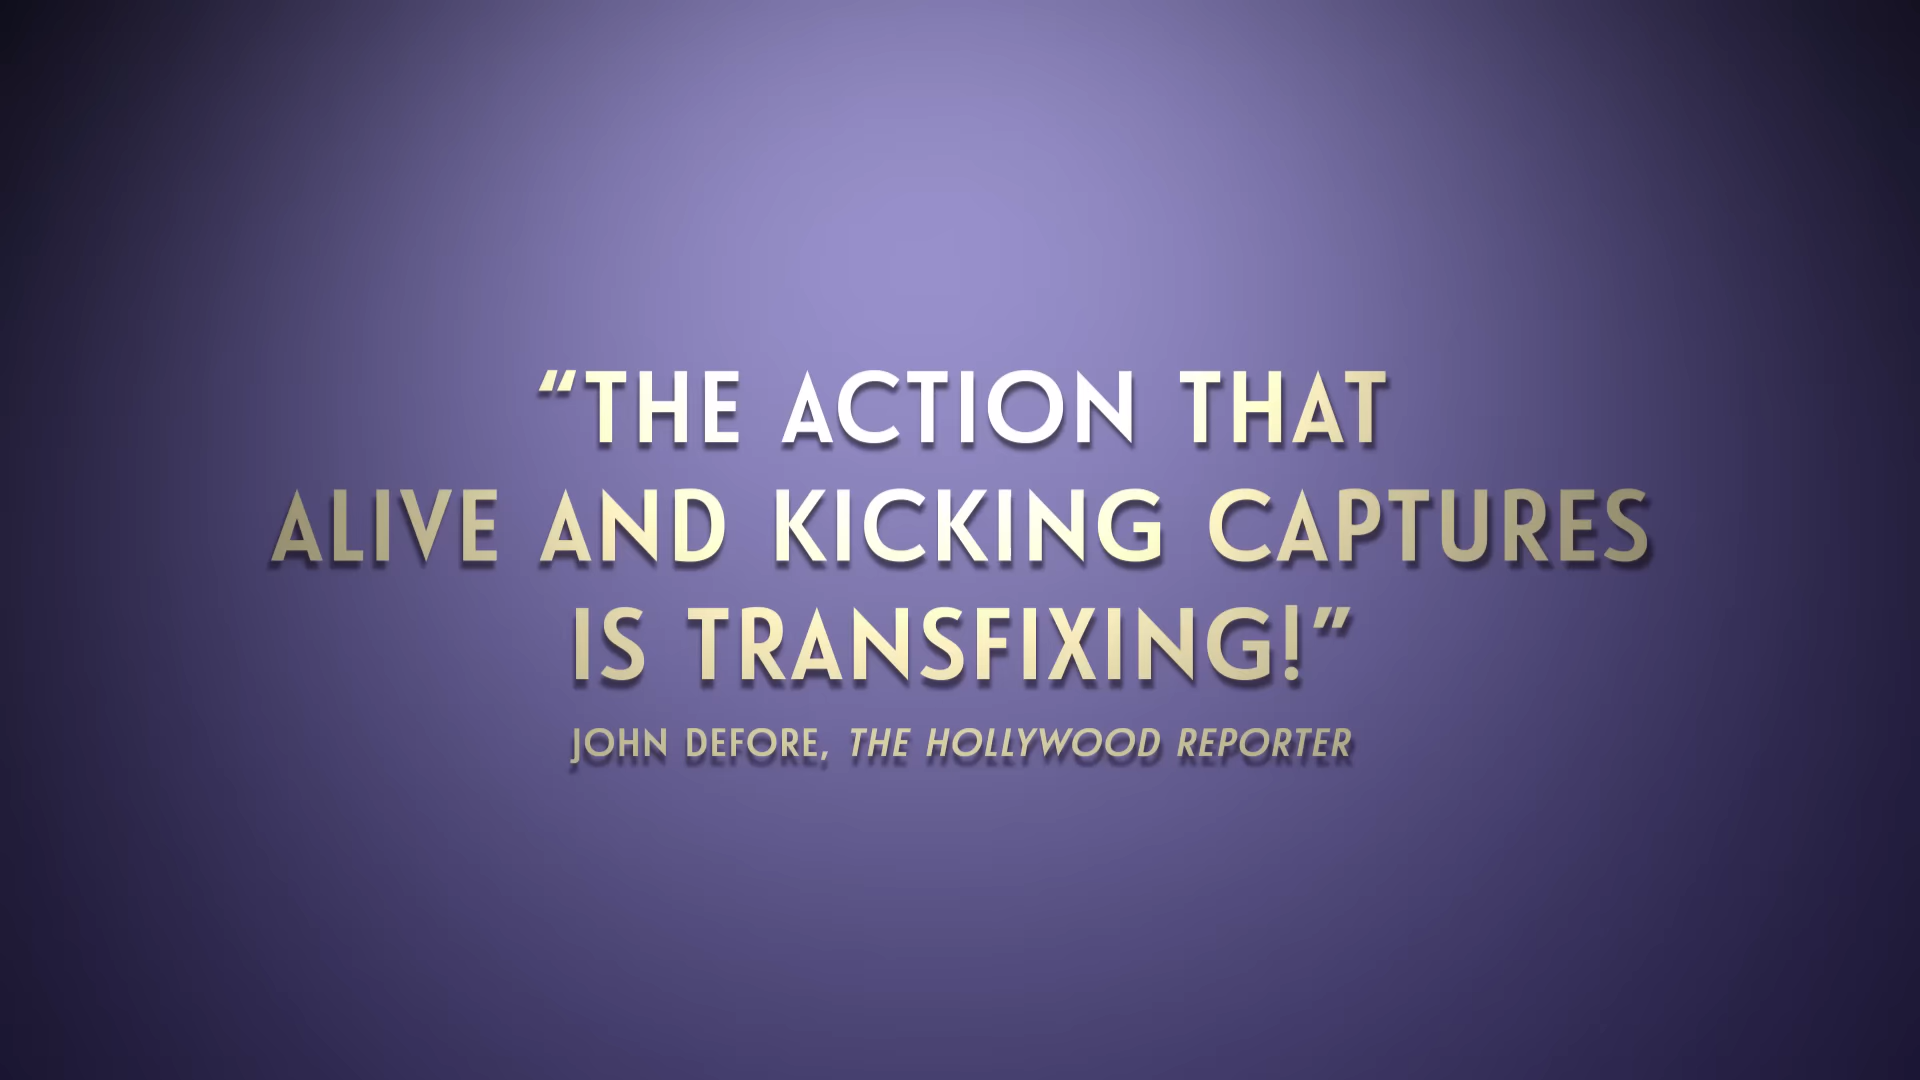 “THE ACTION THAT
ALIVE AND KICKING CAPTURES
IS TRANSFIXING!”
JOHN DEFORE, THE HOLLYWOOD REPORTER